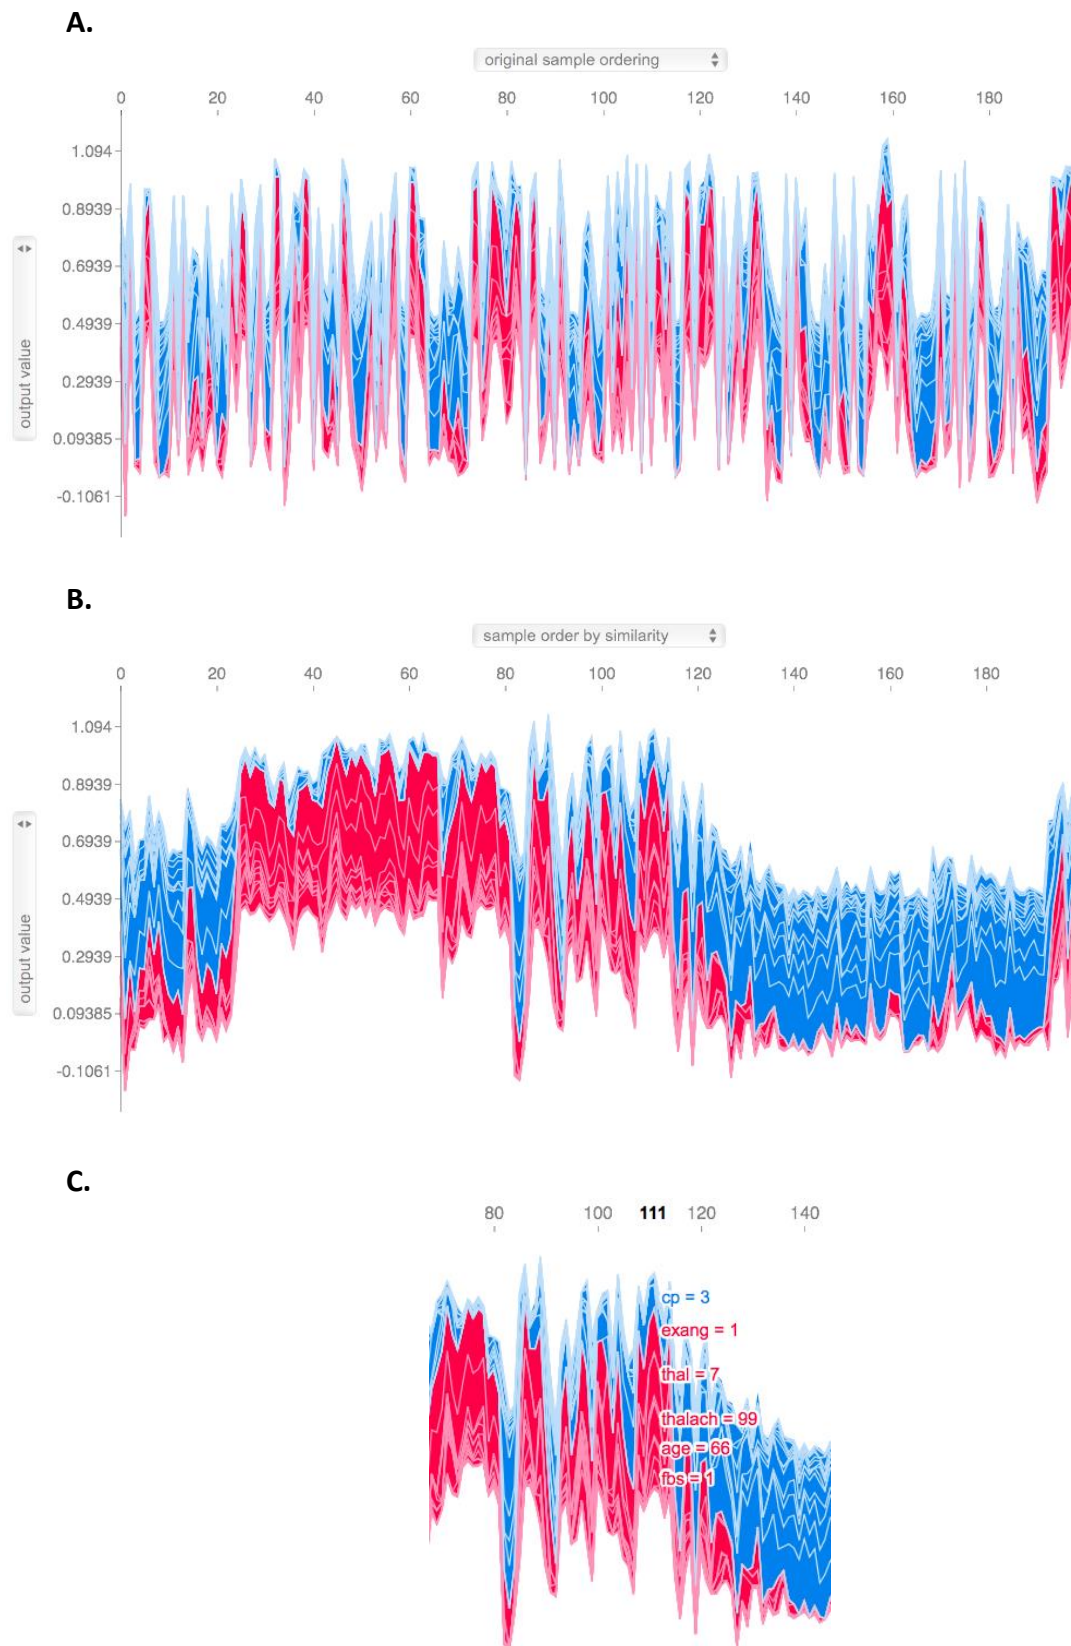 A.
original sample ordering
0 20 40 60 80 100 120 140 160 180
1.094
0.8939
0.6939
0.4939
0.2939
0.09385
-0.1061
output value
B.
sample order by similarity
0 20 40 60 80 100 120 140 160 180
1.094
0.8939
0.6939
0.4939
0.2939
0.09385
-0.1061
output value
C.
80 100 111 120 140
cp = 3
exang = 1
thal = 7
thalach = 99
age = 66
fbs = 1